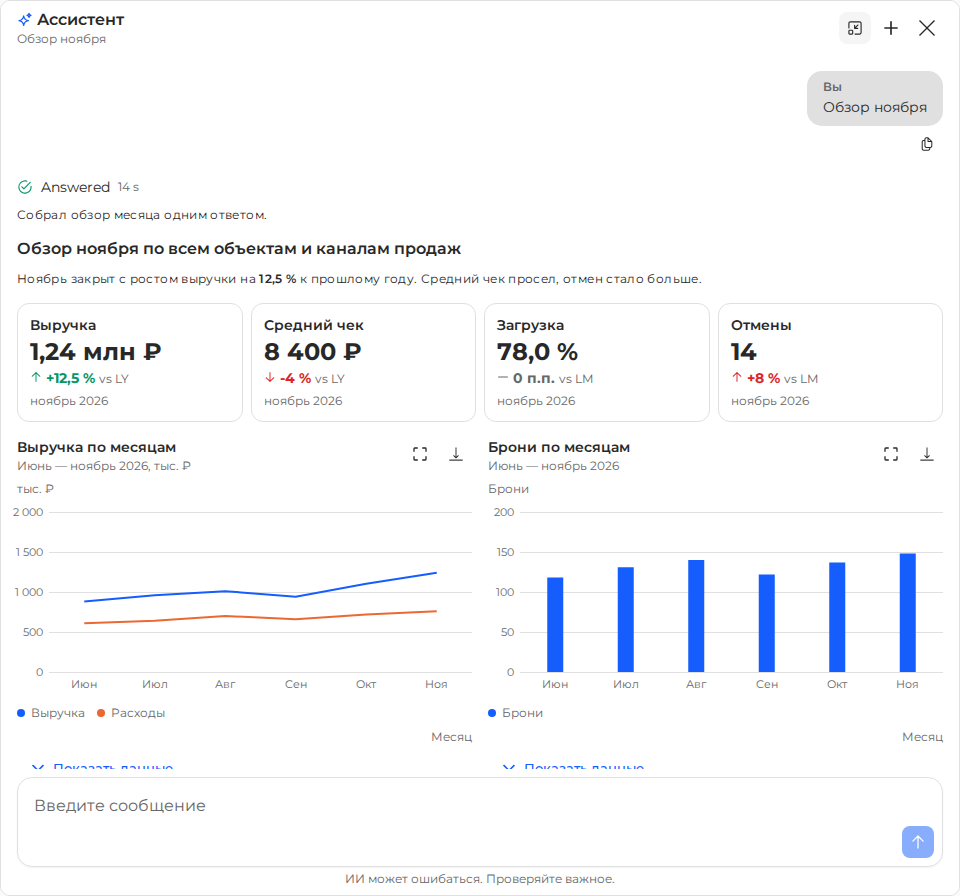 Ассистент
Обзор ноября
Вы
Обзор ноября
Answered 14 s
Собрал обзор месяца одним ответом.
Обзор ноября по всем объектам и каналам продаж
Ноябрь закрыт с ростом выручки на 12,5 % к прошлому году. Средний чек просел, отмен стало больше.
Выручка
1,24 млн ₽
+12,5 % vs LY
ноябрь 2026
Средний чек
8 400 ₽
-4 % vs LY
ноябрь 2026
Загрузка
78,0 %
0 п.п. vs LM
ноябрь 2026
Отмены
14
+8 % vs LM
ноябрь 2026
Выручка по месяцам
Июнь — ноябрь 2026, тыс. ₽
тыс. ₽
2 000
1 500
1 000
500
0
Июн Июл Авг Сен Окт Ноя
Выручка Расходы
Месяц
Показать данные
Брони по месяцам
Июнь — ноябрь 2026
Брони
200
150
100
50
0
Июн Июл Авг Сен Окт Ноя
Брони
Месяц
Показать данные
Введите сообщение
ИИ может ошибаться. Проверяйте важное.